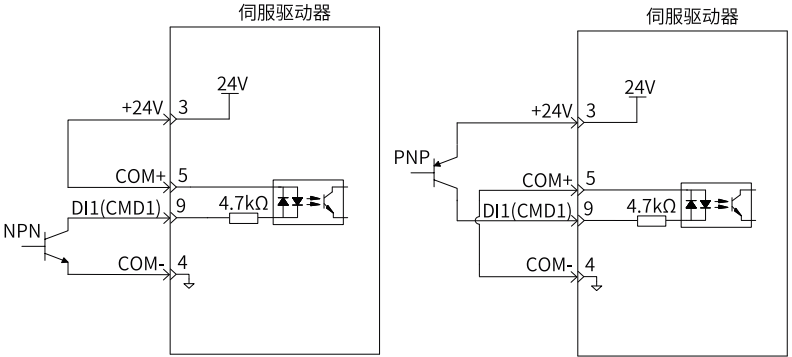 伺服驱动器
24V
+24V 3
COM+ 5
DI1(CMD1) 9 4.7kΩ
NPN
COM- 4
伺服驱动器
24V
+24V 3
PNP
COM+ 5
DI1(CMD1) 9 4.7kΩ
COM- 4